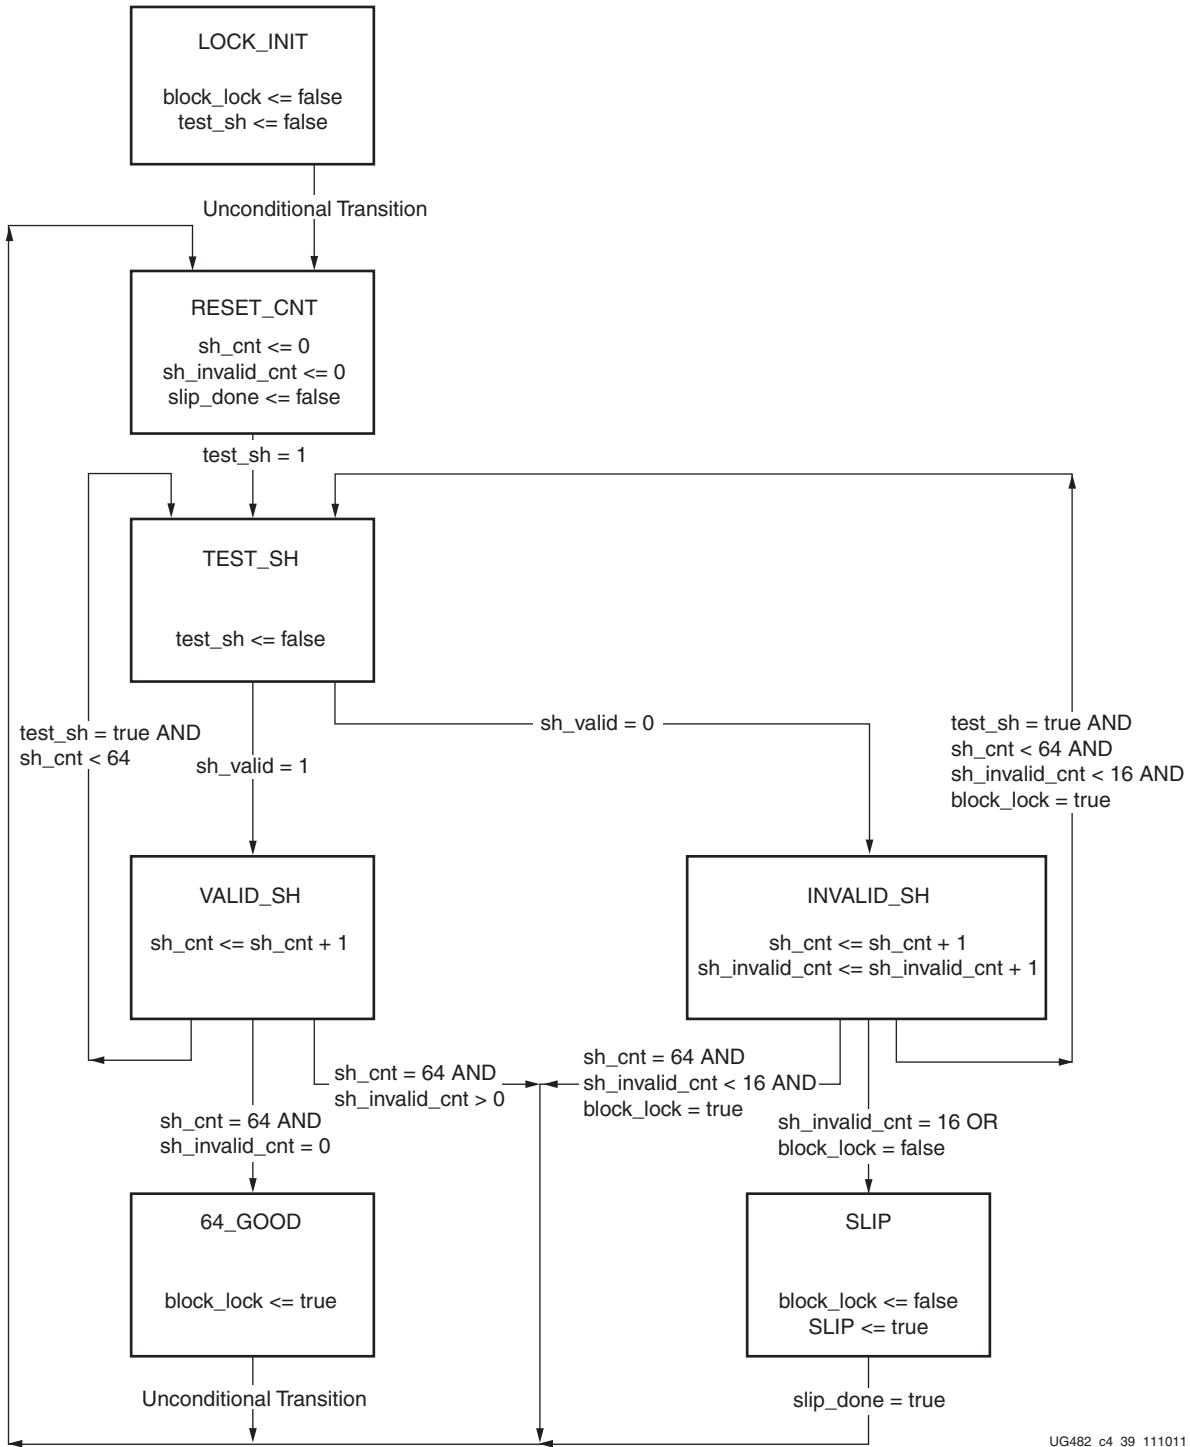 LOCK_INIT
block_lock <= false
test_sh <= false
Unconditional Transition
RESET_CNT
sh_cnt <= 0
sh_invalid_cnt <= 0
slip_done <= false
test_sh = 1
TEST_SH
test_sh <= false
test_sh = true AND
sh_cnt < 64
sh_valid = 1
sh_valid = 0
test_sh = true AND
sh_cnt < 64 AND
sh_invalid_cnt < 16 AND
block_lock = true
VALID_SH
sh_cnt <= sh_cnt + 1
INVALID_SH
sh_cnt <= sh_cnt + 1
sh_invalid_cnt <= sh_invalid_cnt + 1
sh_cnt = 64 AND
sh_invalid_cnt > 0
sh_cnt = 64 AND
sh_invalid_cnt < 16 AND
block_lock = true
sh_cnt = 64 AND
sh_invalid_cnt = 0
sh_invalid_cnt = 16 OR
block_lock = false
64_GOOD
block_lock <= true
SLIP
block_lock <= false
SLIP <= true
Unconditional Transition
slip_done = true
UG482_c4_39_111011